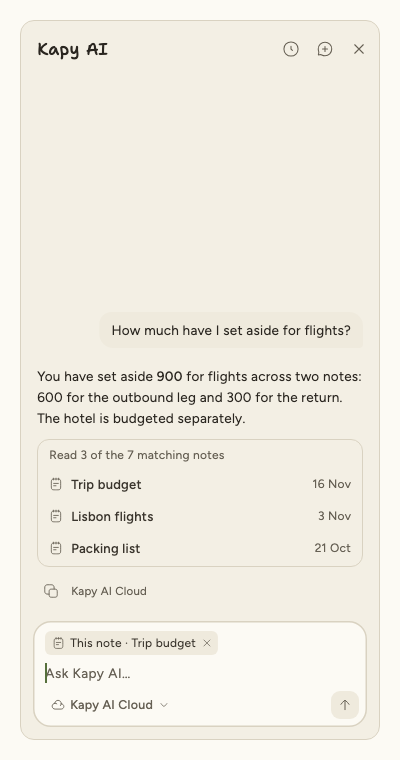 Kapy AI
How much have I set aside for flights?
You have set aside 900 for flights across two notes:
600 for the outbound leg and 300 for the return.
The hotel is budgeted separately.
Read 3 of the 7 matching notes
Trip budget 16 Nov
Lisbon flights 3 Nov
Packing list 21 Oct
Kapy AI Cloud
This note · Trip budget
Ask Kapy AI...
Kapy AI Cloud